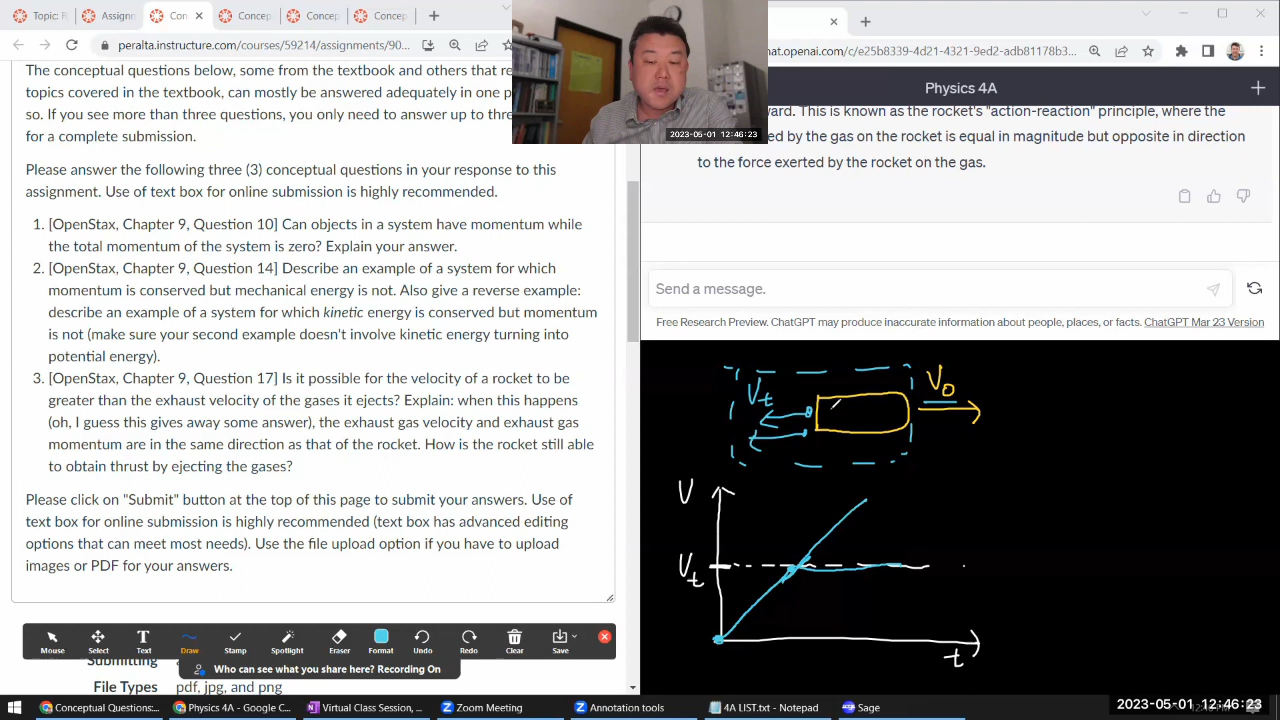 Topic:
Assignm
Con
Concep
Concep
peralta.instructure.com/courses/59214/assignments/90...
hat.openai.com/c/e25b8339-4d21-4321-9ed2-adb81178b3...
The conceptual questions below, some from the textbook and others that re
topics covered in the textbook, can mostly be answered adequately in one p
so. If you see more than three questions, you only need to answer up to thre
for a complete submission.
Please answer the following three (3) conceptual questions in your response to this
assignment. Use of text box for online submission is highly recommended.
1. [OpenStax, Chapter 9, Question 10] Can objects in a system have momentum while
the total momentum of the system is zero? Explain your answer.
2. [OpenStax, Chapter 9, Question 14] Describe an example of a system for which
momentum is conserved but mechanical energy is not. Also give a reverse example:
describe an example of a system for which kinetic energy is conserved but momentum
is not (make sure your second example doesn't involve kinetic energy turning into
potential energy).
3. [OpenStax, Chapter 9, Question 17] Is it possible for the velocity of a rocket to be
greater than the exhaust velocity of the gases it ejects? Explain: when this happens
(or, I guess this gives away some answer), the exhaust gas velocity and exhaust gas
momentum are in the same direction as that of the rocket. How is the rocket still able
to obtain thrust by ejecting the gases?
Please click on "Submit" button at the top of this page to submit your answers. Use of
text box for online submission is highly recommended (text box has advanced editing
options that can meet most needs). Use the file upload option if you have to upload
images or PDF for your answers.
Mouse
Select
Text
Draw
Stamp
Spotlight
Eraser
Format
Undo
Redo
Clear
Save
Submitting
Who can see what you share here? Recording On
File Types pdf, jpg, and png
2023-05-01 12:46:23
Physics 4A
ward. This is known as the rocket's "action-reaction" principle, where the
ed by the gas on the rocket is equal in magnitude but opposite in direction
to the force exerted by the rocket on the gas.
Send a message.
Free Research Preview. ChatGPT may produce inaccurate information about people, places, or facts. ChatGPT Mar 23 Version
Vt
V0
V
Vt
t
Conceptual Questions:...
Physics 4A - Google C...
Virtual Class Session, ...
Zoom Meeting
Annotation tools
4A LIST.txt - Notepad
Sage
2023-05-01 12:46:23